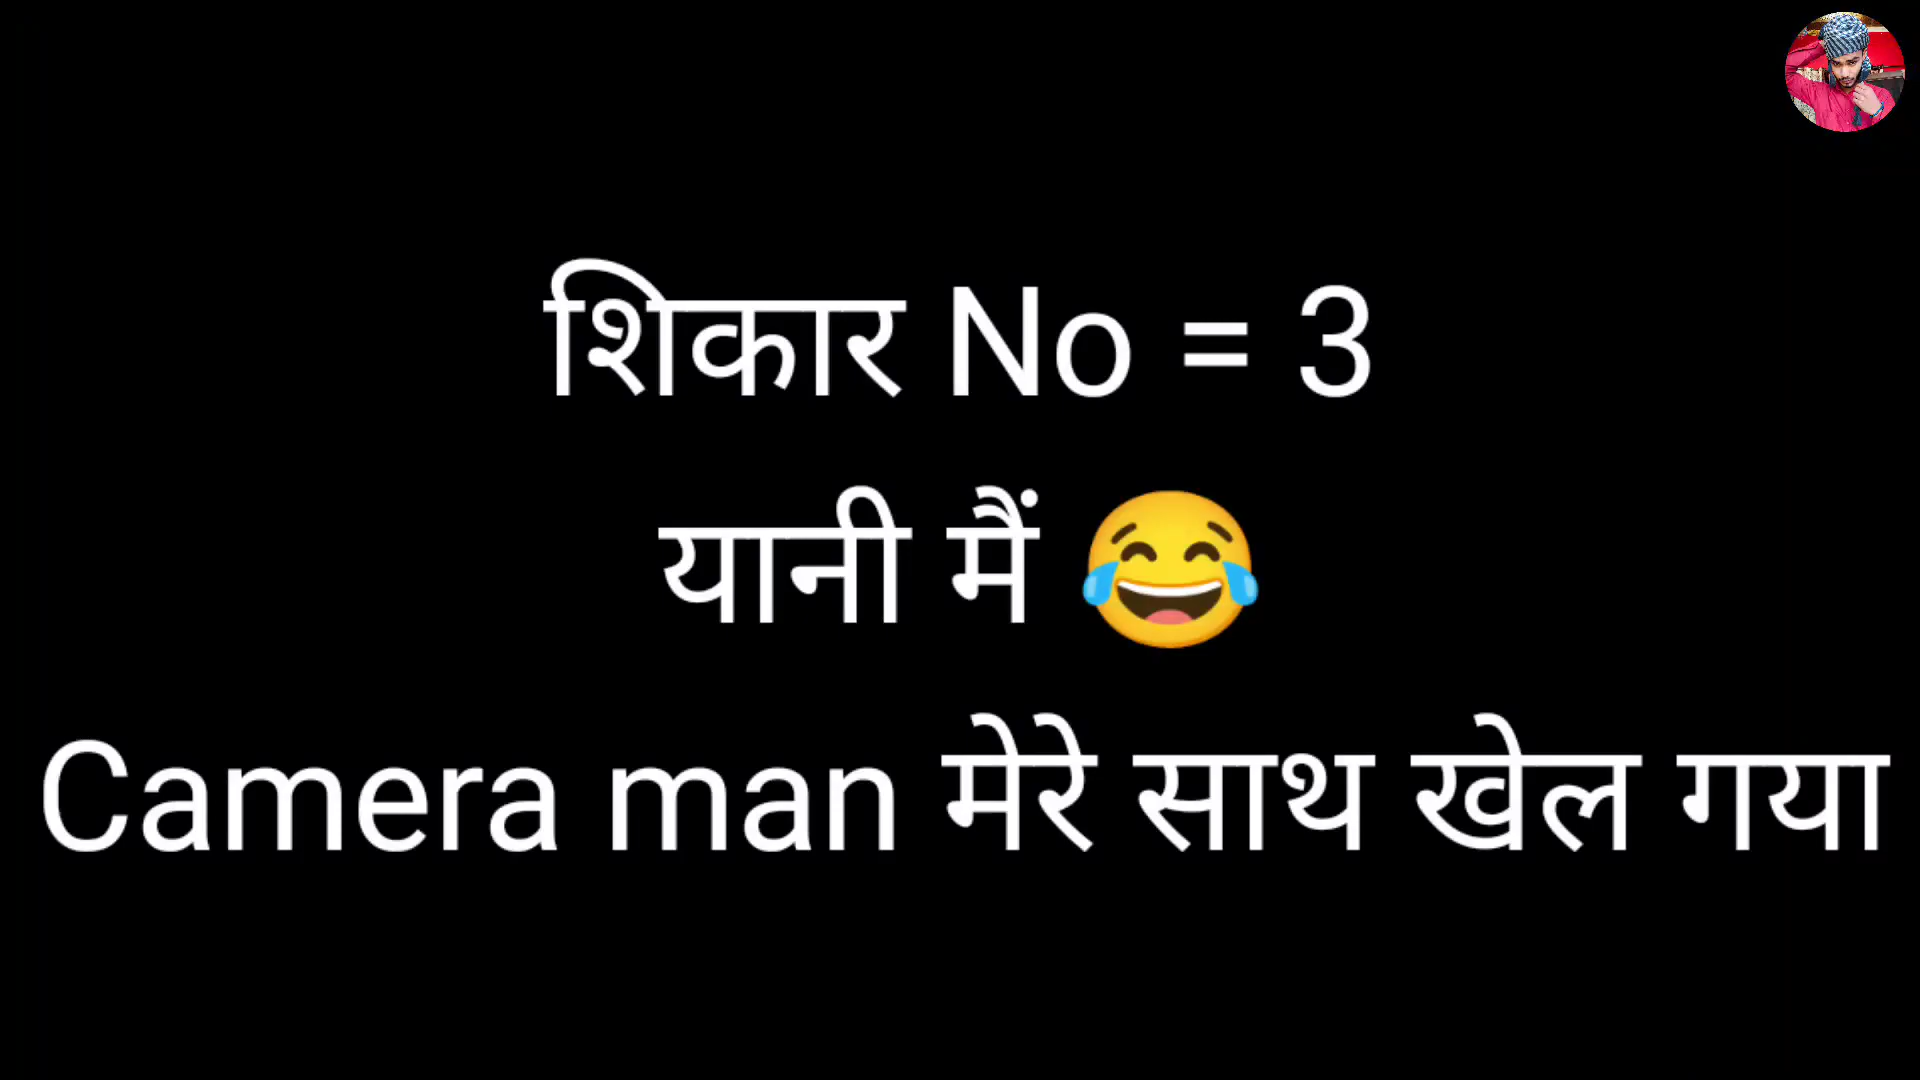 शिकार No = 3
यानी मैं 😂
Camera man मेरे साथ खेल गया